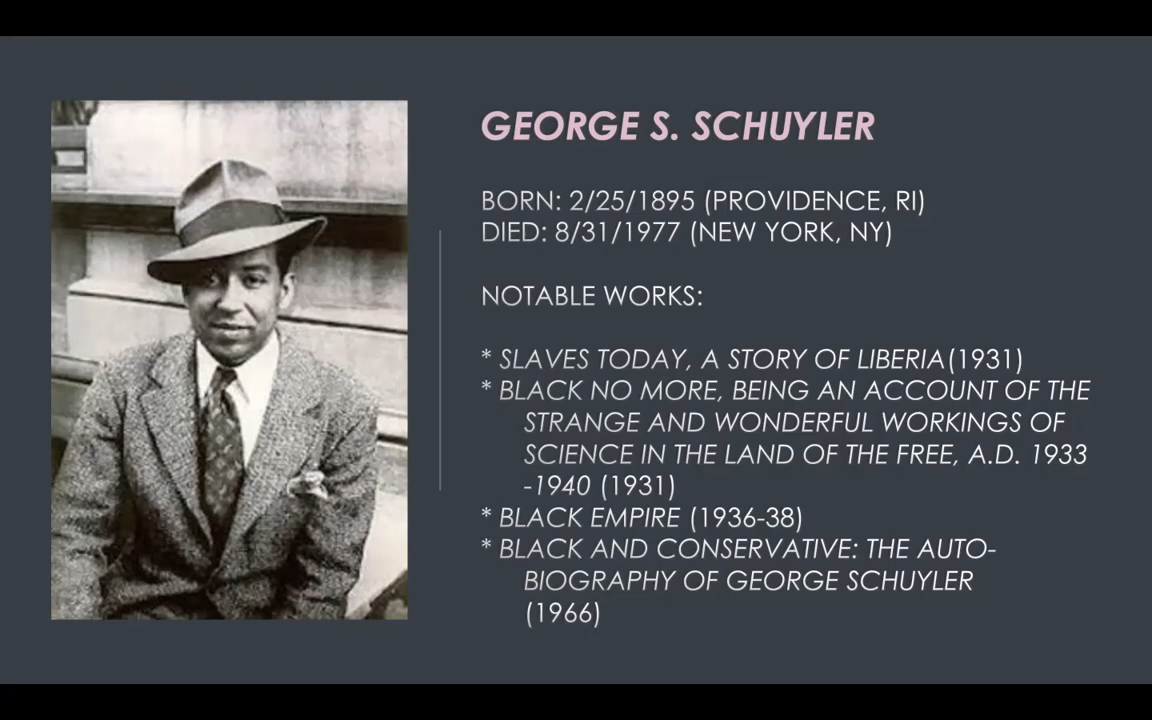 GEORGE S. SCHUYLER
BORN: 2/25/1895 (PROVIDENCE, RI)
DIED: 8/31/1977 (NEW YORK, NY)
NOTABLE WORKS:
* SLAVES TODAY, A STORY OF LIBERIA(1931)
* BLACK NO MORE, BEING AN ACCOUNT OF THE
STRANGE AND WONDERFUL WORKINGS OF
SCIENCE IN THE LAND OF THE FREE, A.D. 1933
-1940 (1931)
* BLACK EMPIRE (1936-38)
* BLACK AND CONSERVATIVE: THE AUTO-
BIOGRAPHY OF GEORGE SCHUYLER
(1966)